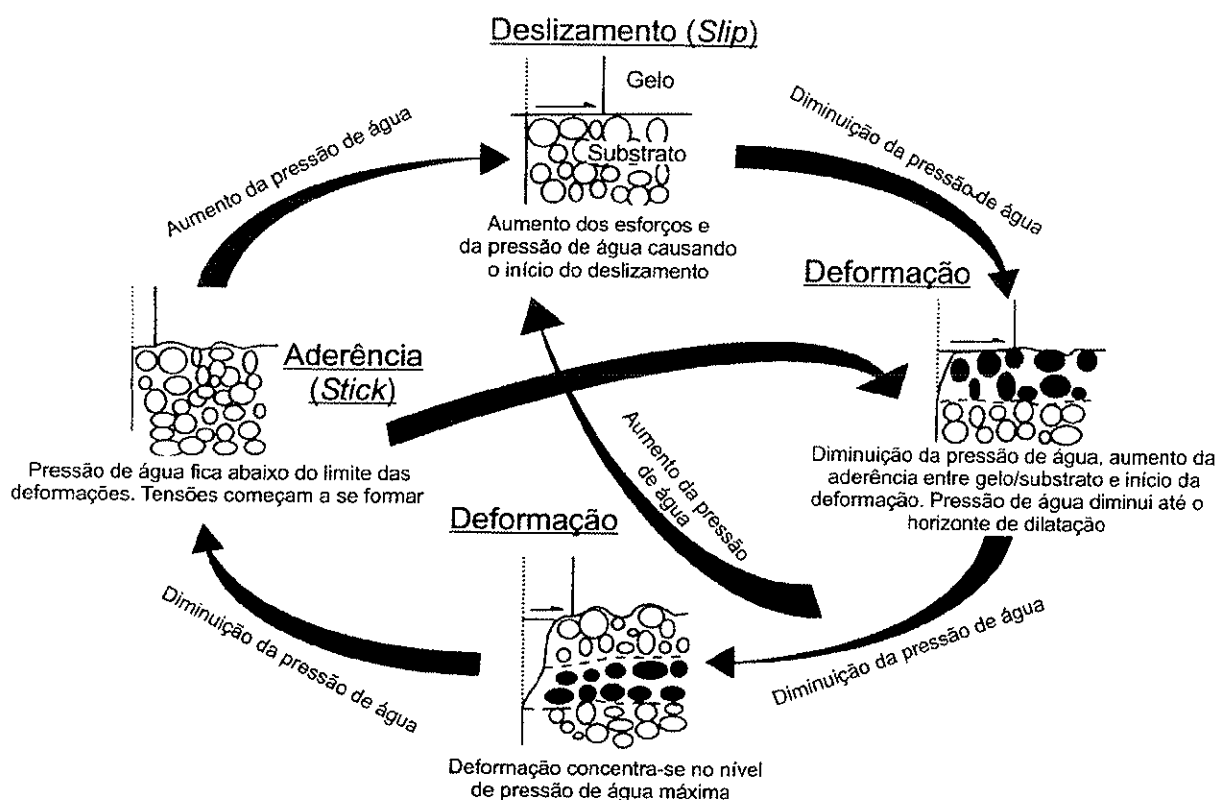 Deslizamento (Slip)
Gelo
Substrato
Aumento dos esforços e
da pressão de água causando
o início do deslizamento
Aumento da pressão de água
Diminuição da pressão de água
Deformação
Diminuição da pressão de água, aumento da
aderência entre gelo/substrato e início da
deformação. Pressão de água diminui até o
horizonte de dilatação
Aderência
(Stick)
Pressão de água fica abaixo do limite das
deformações. Tensões começam a se formar
Aumento da pressão
de água
Deformação
Deformação concentra-se no nível
de pressão de água máxima
Diminuição da pressão de água
Diminuição da pressão de água